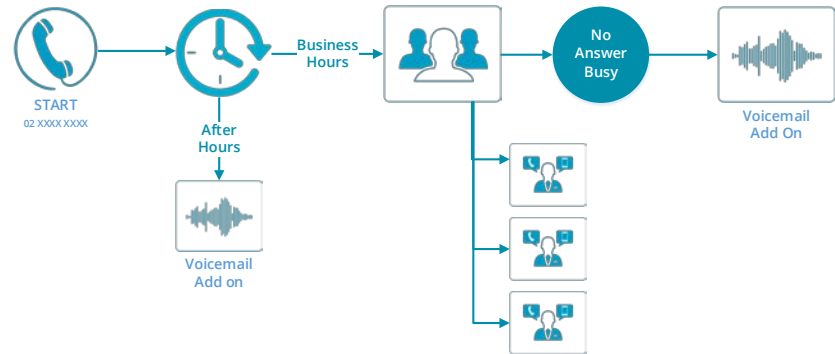 START
02 XXXX XXXX
Business
Hours
No
Answer
Busy
Voicemail
Add On
After
Hours
Voicemail
Add on